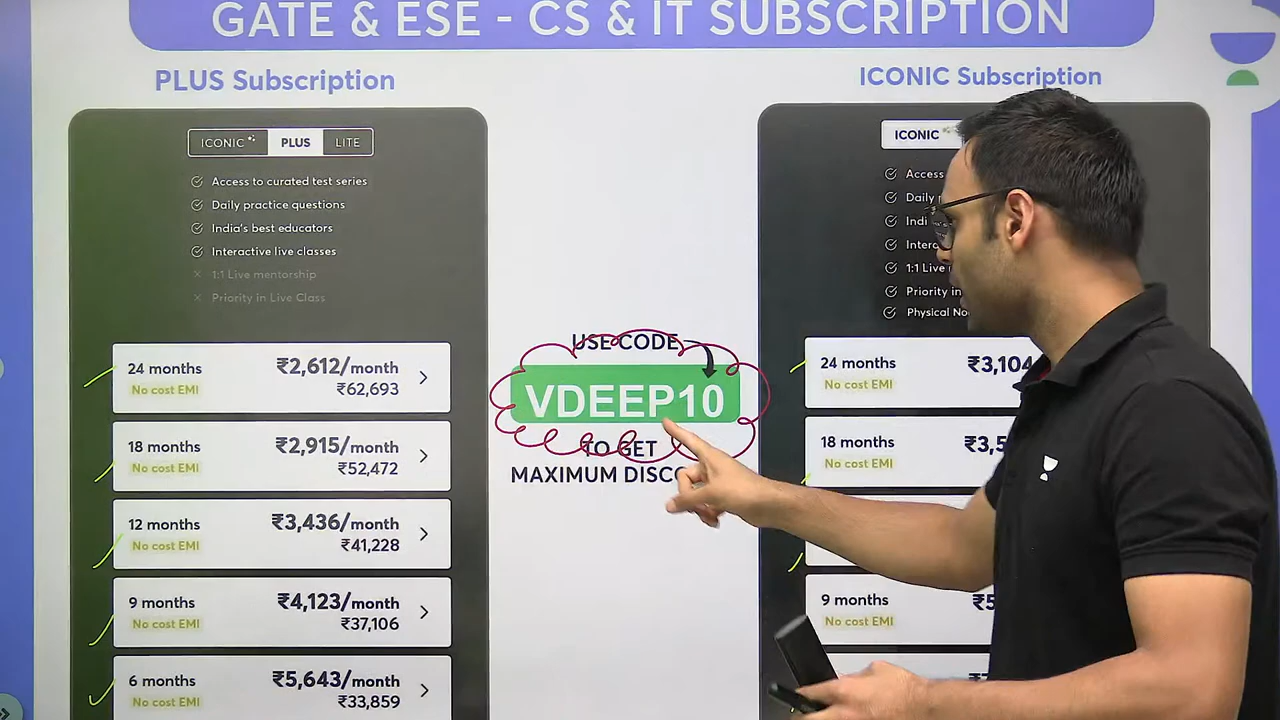 GATE & ESE - CS & IT SUBSCRIPTION
PLUS Subscription
ICONIC PLUS LITE
Access to curated test series
Daily practice questions
India's best educators
Interactive live classes
1:1 Live mentorship
Priority in Live Class
24 months ₹2,612/month
No cost EMI ₹62,693
18 months ₹2,915/month
No cost EMI ₹52,472
12 months ₹3,436/month
No cost EMI ₹41,228
9 months ₹4,123/month
No cost EMI ₹37,106
6 months ₹5,643/month
No cost EMI ₹33,859
USE CODE
VDEEP10
TO GET
MAXIMUM
ICONIC Subscription
ICONIC
Access
Daily
1:1 Live
Priority in
Physical
24 months ₹3,104
No cost EMI
18 months
No cost EMI
9 months
No cost EMI